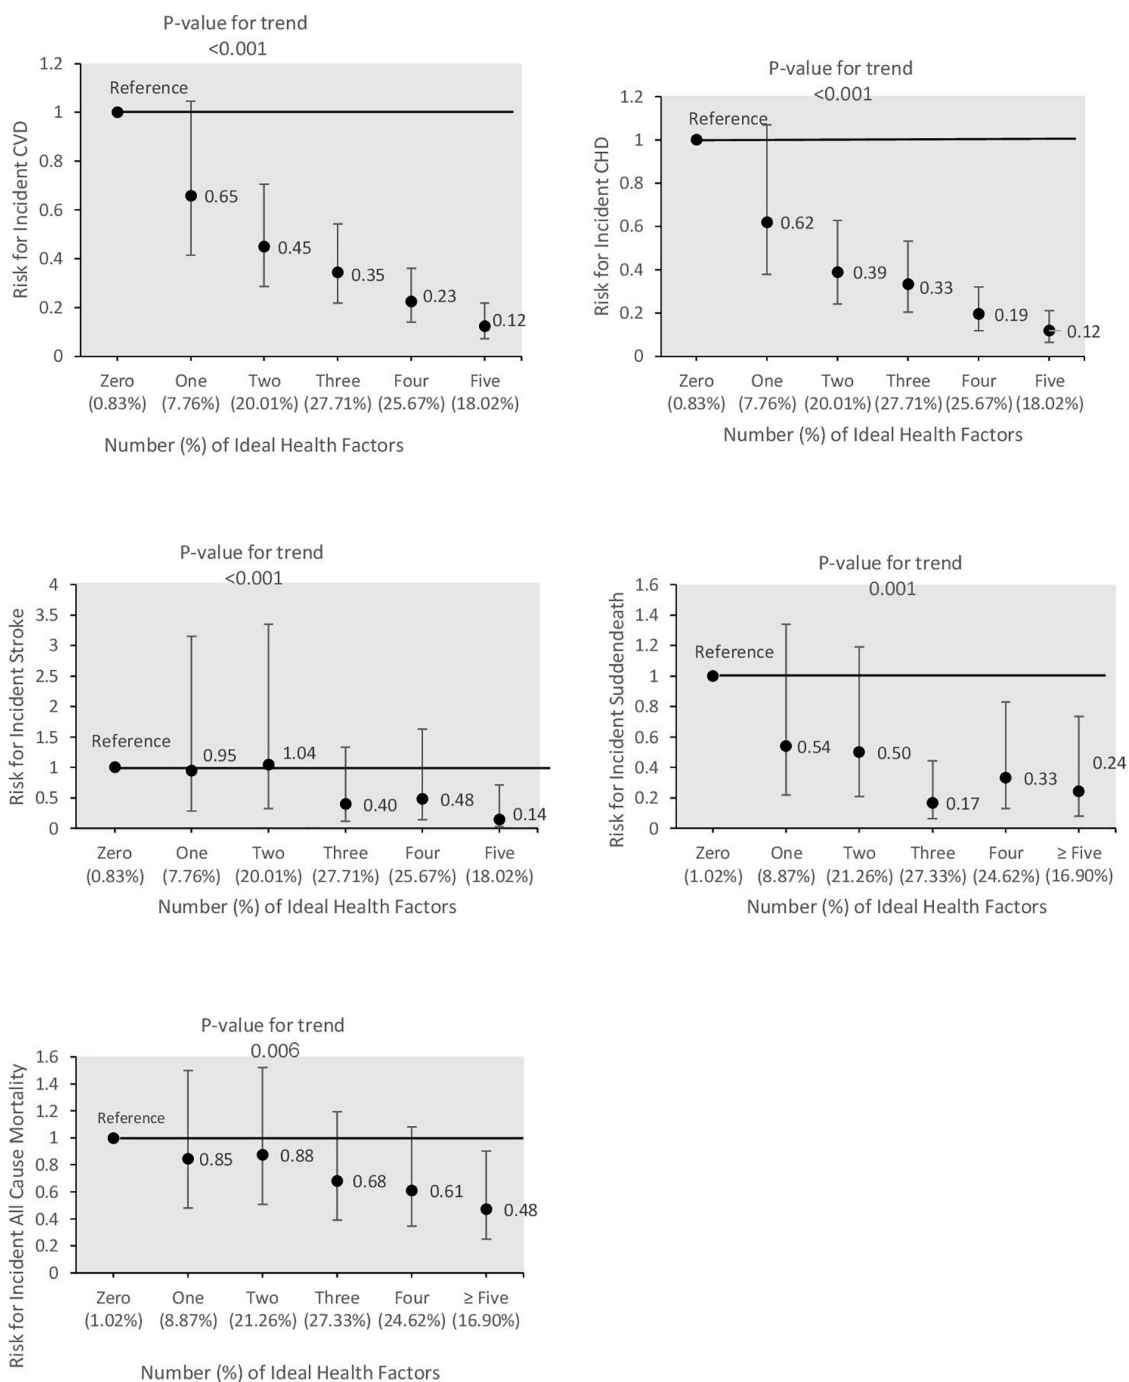 P-value for trend
<0.001
1.2
Reference
1
0.8
0.65
0.6
0.45
0.4
0.35
0.23
0.2
0.12
0
Risk for Incident CVD
Zero One Two Three Four Five
(0.83%) (7.76%) (20.01%) (27.71%) (25.67%) (18.02%)
Number (%) of Ideal Health Factors
P-value for trend
<0.001
1.2
Reference
1
0.8
0.62
0.6
0.4
0.39
0.33
0.2
0.19
0.12
0
Risk for Incident CHD
Zero One Two Three Four Five
(0.83%) (7.76%) (20.01%) (27.71%) (25.67%) (18.02%)
Number (%) of Ideal Health Factors
P-value for trend
<0.001
4
3.5
3
2.5
2
1.5
Reference
0.95
1.04
1
0.5
0.40
0.48
0.14
0
Risk for Incident Stroke
Zero One Two Three Four Five
(0.83%) (7.76%) (20.01%) (27.71%) (25.67%) (18.02%)
Number (%) of Ideal Health Factors
P-value for trend
0.001
1.6
1.4
1.2
Reference
1
0.8
0.6
0.54
0.50
0.4
0.17
0.33
0.24
0.2
0
Risk for Incident Suddendeath
Zero One Two Three Four ≥ Five
(1.02%) (8.87%) (21.26%) (27.33%) (24.62%) (16.90%)
Number (%) of Ideal Health Factors
P-value for trend
0.006
1.6
1.4
1.2
Reference
1
0.85
0.88
0.8
0.68
0.61
0.6
0.48
0.4
0.2
0
Risk for Incident All Cause Mortality
Zero One Two Three Four ≥ Five
(1.02%) (8.87%) (21.26%) (27.33%) (24.62%) (16.90%)
Number (%) of Ideal Health Factors